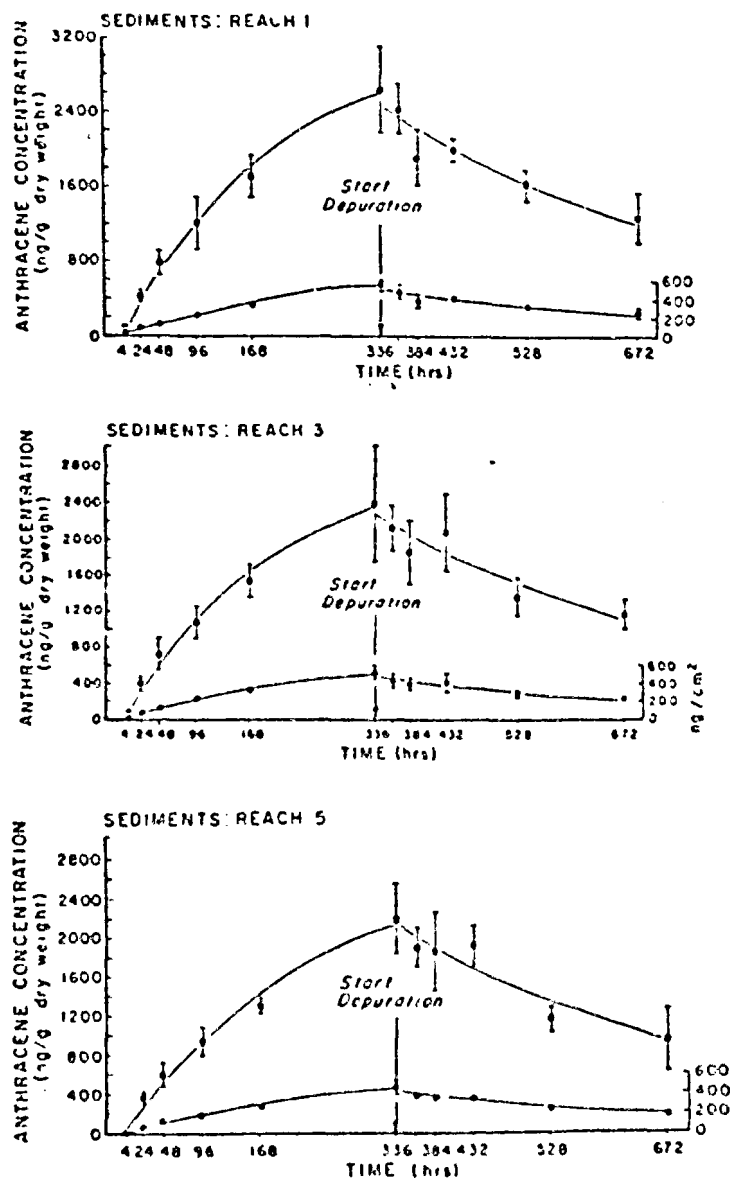 SEDIMENTS: REACH 1
ANTHRACENE CONCENTRATION
(ng/g dry weight)
3200
2400
1600
800
0
Start
Depuration
600
400
200
0
4 24 48 96 168 336 384 432 528 672
TIME (hrs)
SEDIMENTS: REACH 3
ANTHRACENE CONCENTRATION
(ng/g dry weight)
2800
2400
2000
1600
1200
800
400
0
Start
Depuration
600
400
200
0
ng/cm²
4 24 48 96 168 336 384 432 528 672
TIME (hrs)
SEDIMENTS: REACH 5
ANTHRACENE CONCENTRATION
(ng/g dry weight)
2800
2400
2000
1600
1200
800
400
0
Start
Depuration
600
400
200
0
4 24 48 96 168 336 384 432 528 672
TIME (hrs)